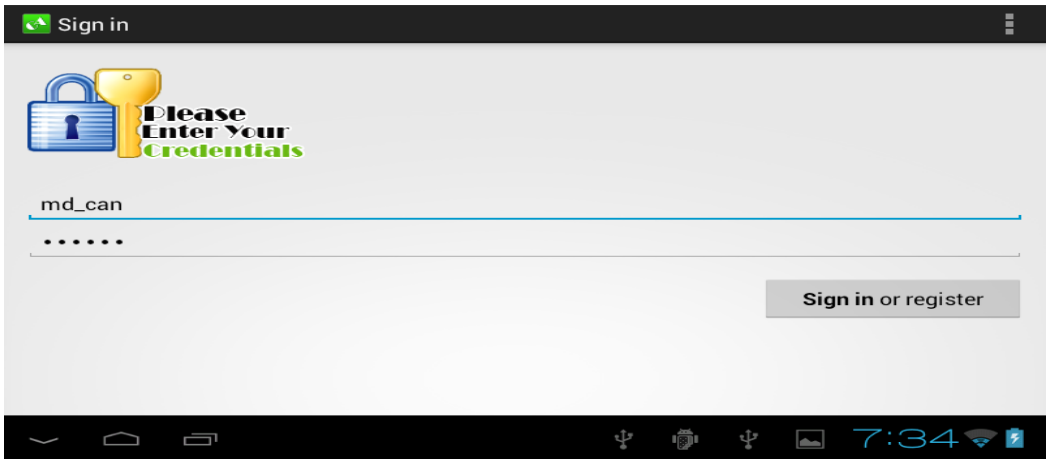 Sign in
Please
Enter Your
Credentials
md_can
••••••
Sign in or register
7:34